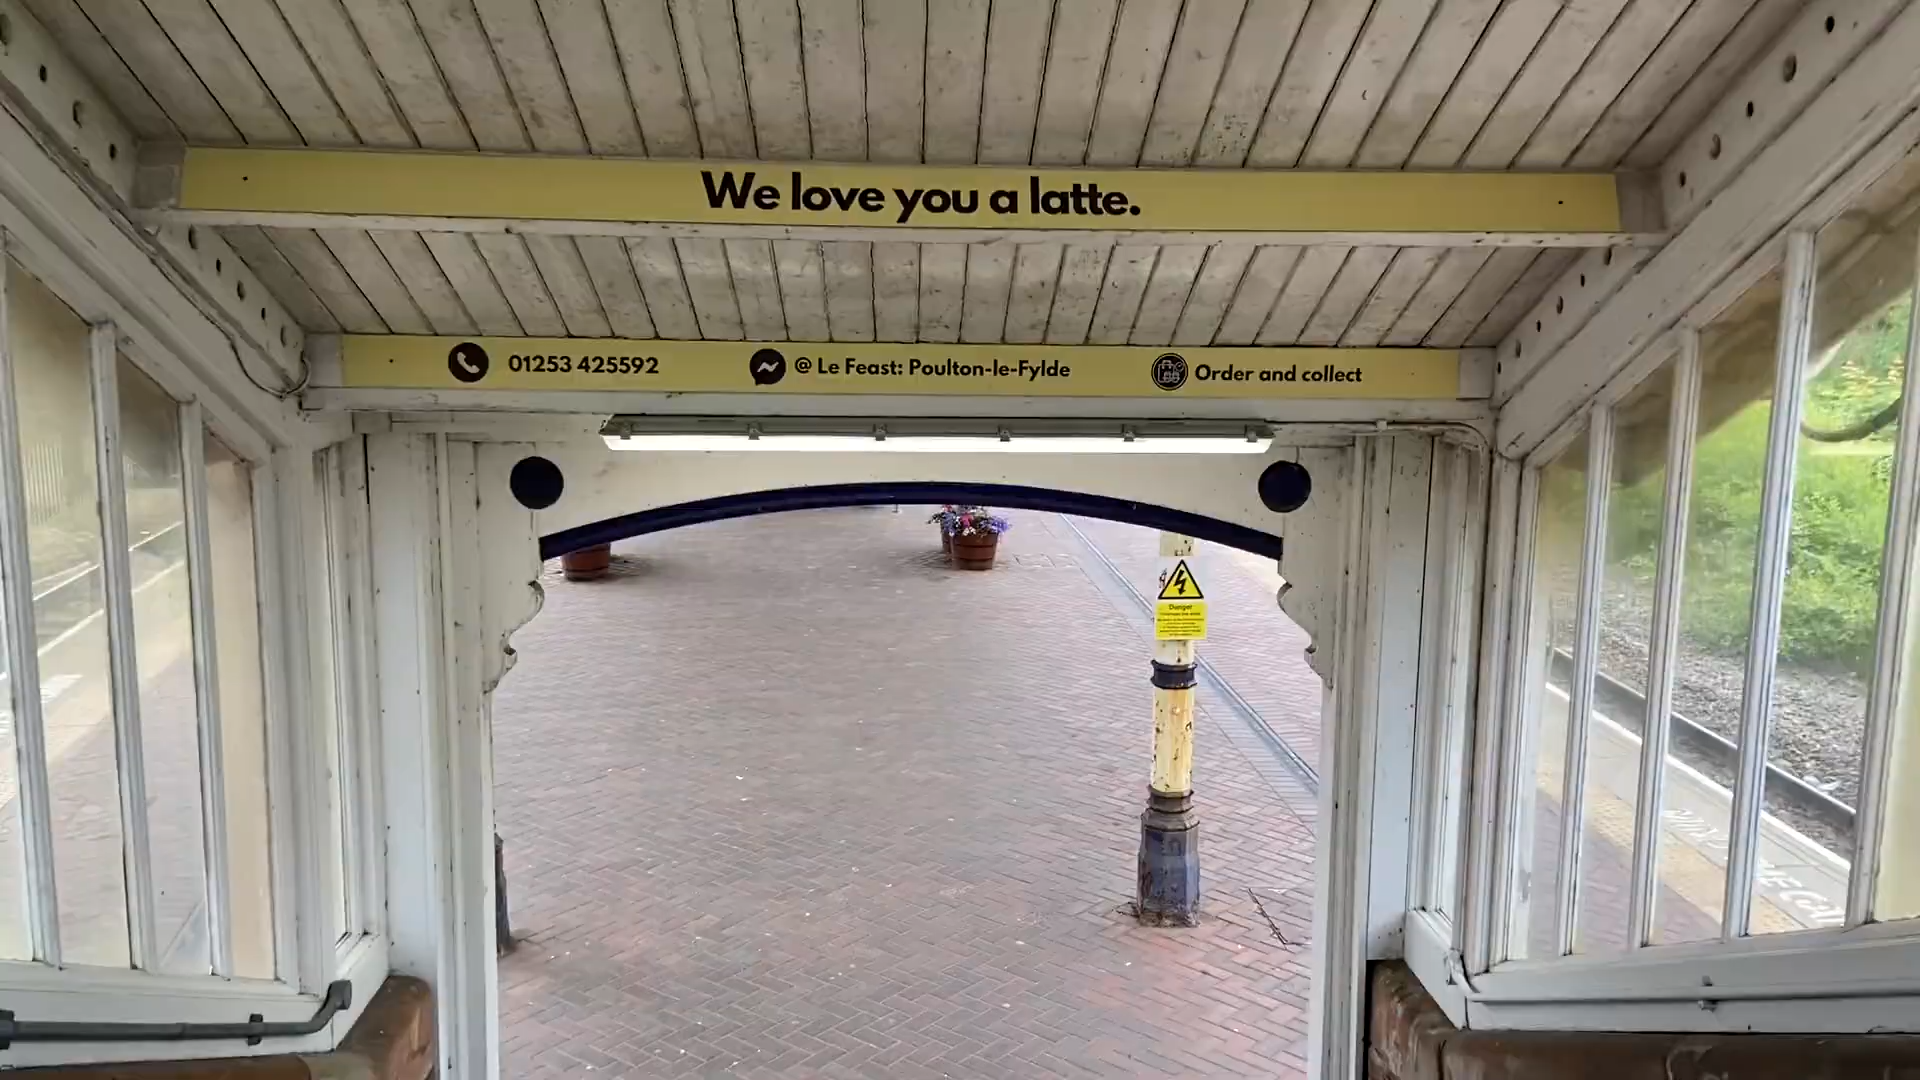 We love you a latte.
01253 425592 @ Le Feast: Poulton-le-Fylde Order and collect
Danger